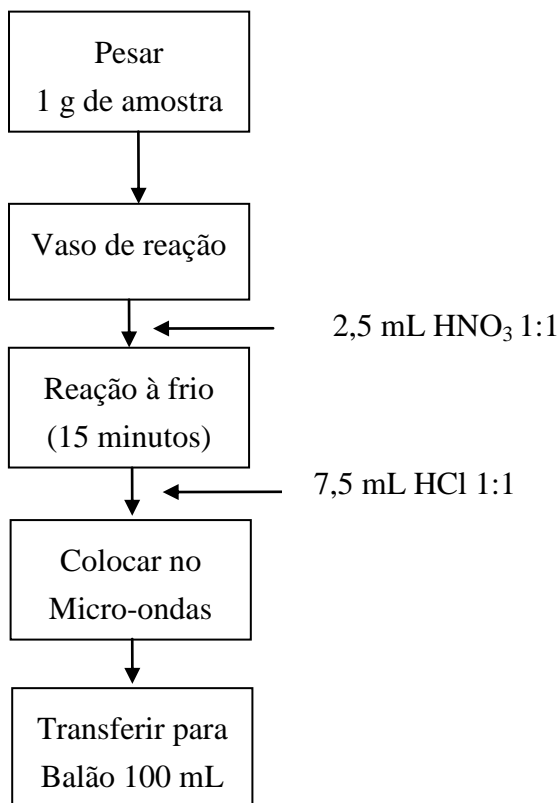 Pesar
1 g de amostra
Vaso de reação
2,5 mL HNO₃ 1:1
Reação à frio
(15 minutos)
7,5 mL HCl 1:1
Colocar no
Micro-ondas
Transferir para
Balão 100 mL